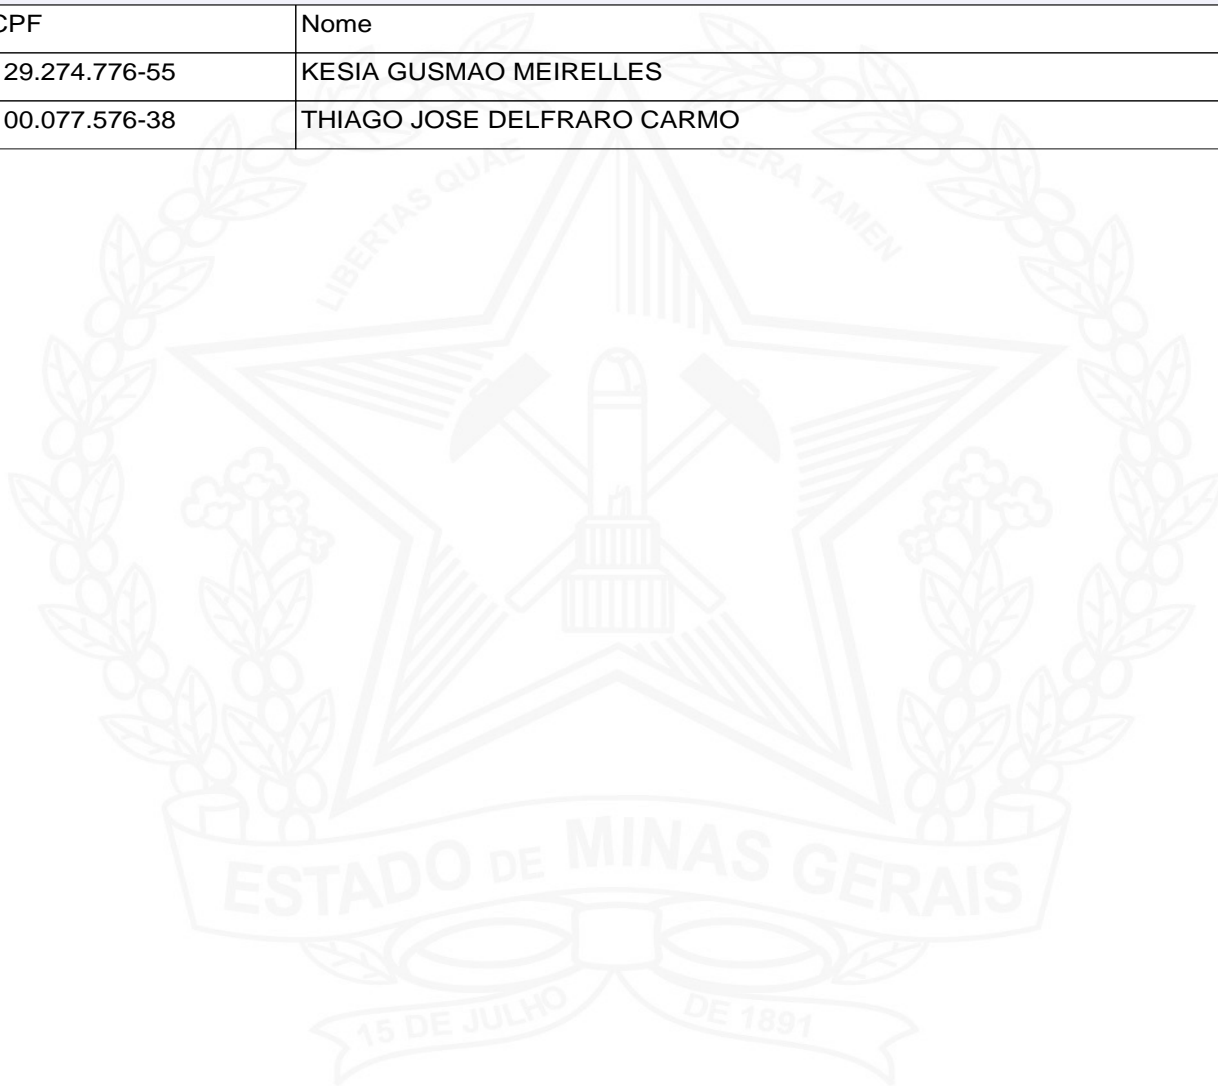 CPF Nome
29.274.776-55 KESIA GUSMAO MEIRELLES
00.077.576-38 THIAGO JOSE DELFRARO CARMO
LIBERTAS QUAE SERA TAMEN
ESTADO DE MINAS GERAIS
15 DE JULHO DE 1891